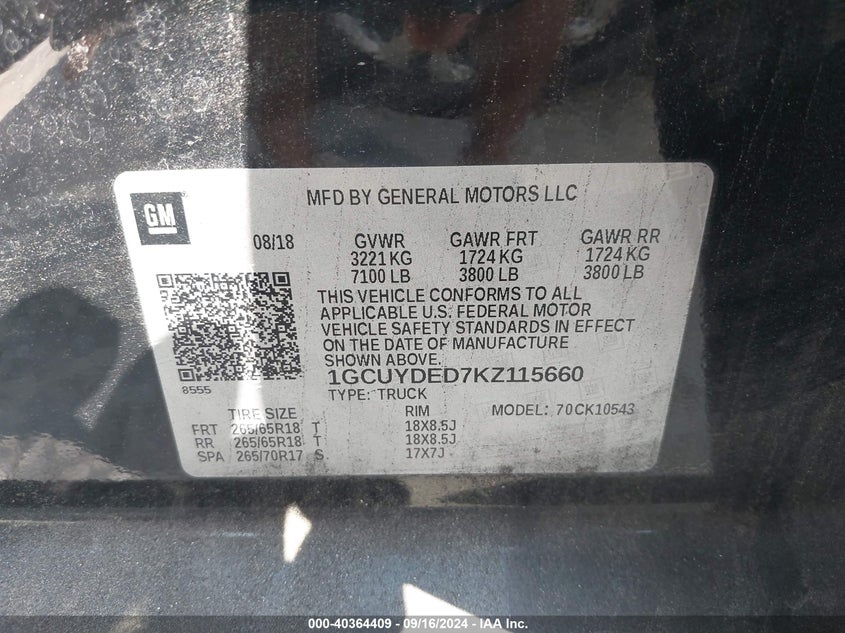 GM
MFD BY GENERAL MOTORS LLC
08/18 GVWR GAWR FRT GAWR RR
3221 KG 1724 KG 1724 KG
7100 LB 3800 LB 3800 LB
THIS VEHICLE CONFORMS TO ALL
APPLICABLE U.S. FEDERAL MOTOR
VEHICLE SAFETY STANDARDS IN EFFECT
ON THE DATE OF MANUFACTURE
SHOWN ABOVE.
8555
1GCUYDED7KZ115660
TYPE: TRUCK
TIRE SIZE RIM MODEL: 70CK10543
FRT 265/65R18 T 18X8.5J
RR 265/65R18 T 18X8.5J
SPA 265/70R17 S 17X7J
000-40364409 - 09/16/2024 - IAA Inc.